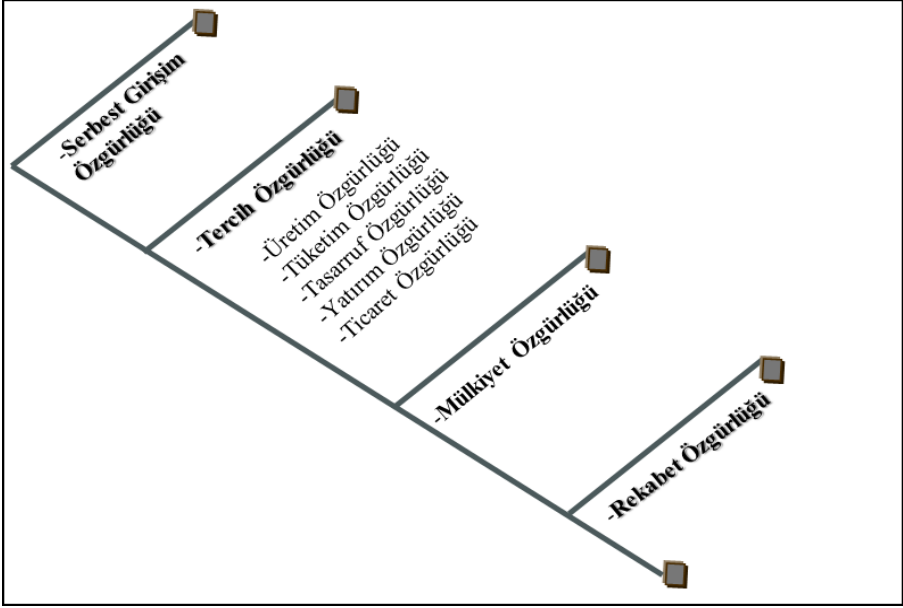 -Serbest Girişim
Özgürlüğü
-Tercih Özgürlüğü
-Üretim Özgürlüğü
-Tüketim Özgürlüğü
-Tasarruf Özgürlüğü
-Yatırım Özgürlüğü
-Ticaret Özgürlüğü
-Mülkiyet Özgürlüğü
-Rekabet Özgürlüğü